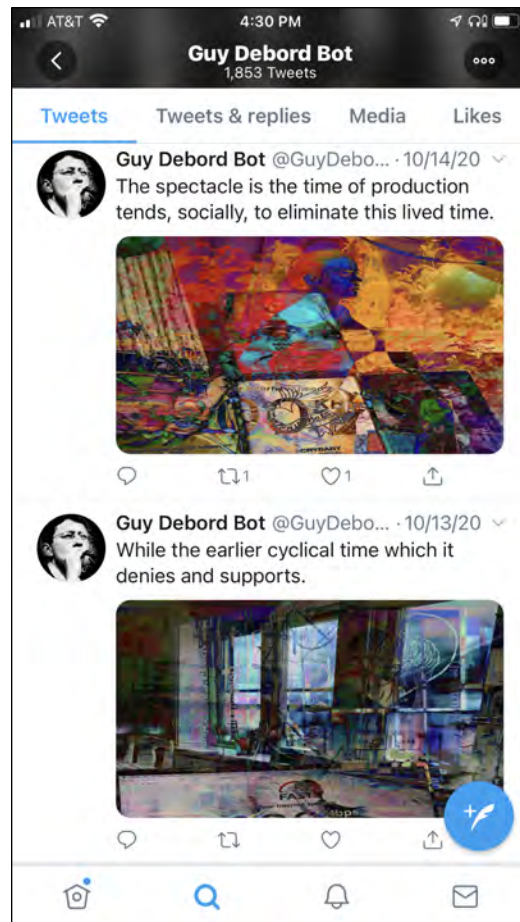 AT&T
4:30 PM
Guy Debord Bot
1,853 Tweets
Tweets
Tweets & replies
Media
Likes
Guy Debord Bot @GuyDebo... · 10/14/20
The spectacle is the time of production
tends, socially, to eliminate this lived time.
CRYBABY
1
1
Guy Debord Bot @GuyDebo... · 10/13/20
While the earlier cyclical time which it
denies and supports.
FAST